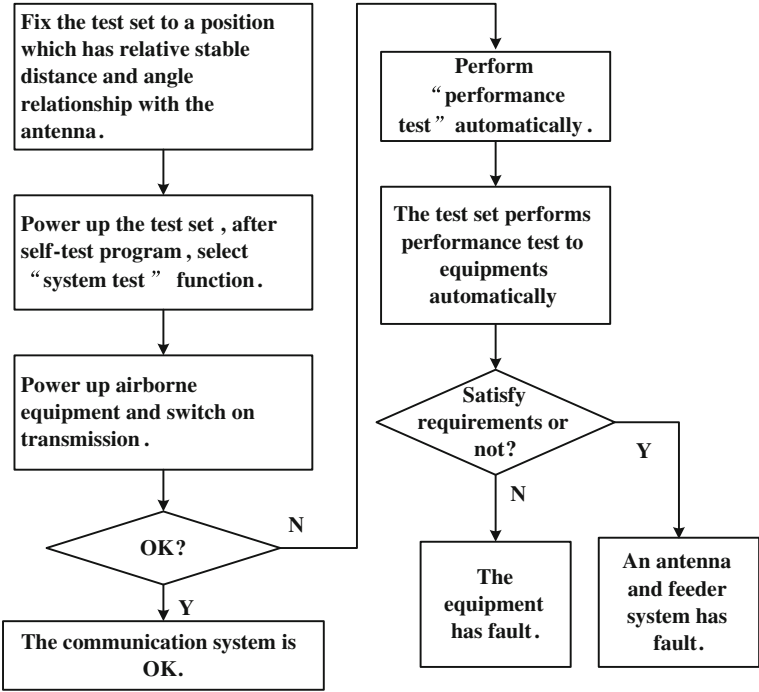 Fix the test set to a position
which has relative stable
distance and angle
relationship with the
antenna.
Power up the test set, after
self-test program, select
“system test” function.
Power up airborne
equipment and switch on
transmission.
OK?
N
Y
The communication system is
OK.
Perform
“performance
test” automatically.
The test set performs
performance test to
equipments
automatically
Satisfy
requirements or
not?
Y
N
The
equipment
has fault.
An antenna
and feeder
system has
fault.